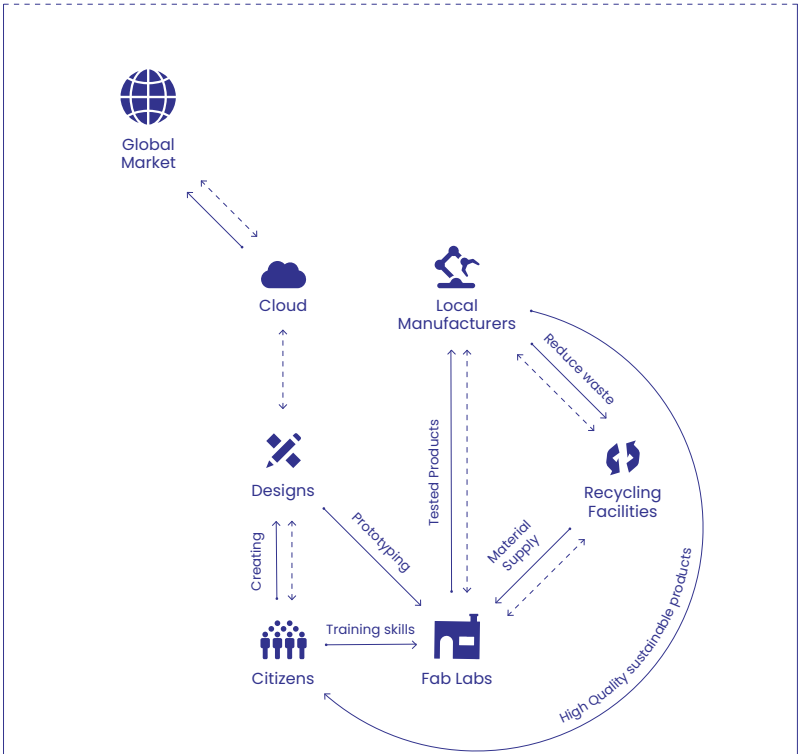 Global
Market
Cloud
Local
Manufacturers
Reduce waste
Designs
Tested Products
Recycling
Facilities
Prototyping
Material
Supply
Creating
High Quality sustainable products
Training skills
Citizens
Fab Labs